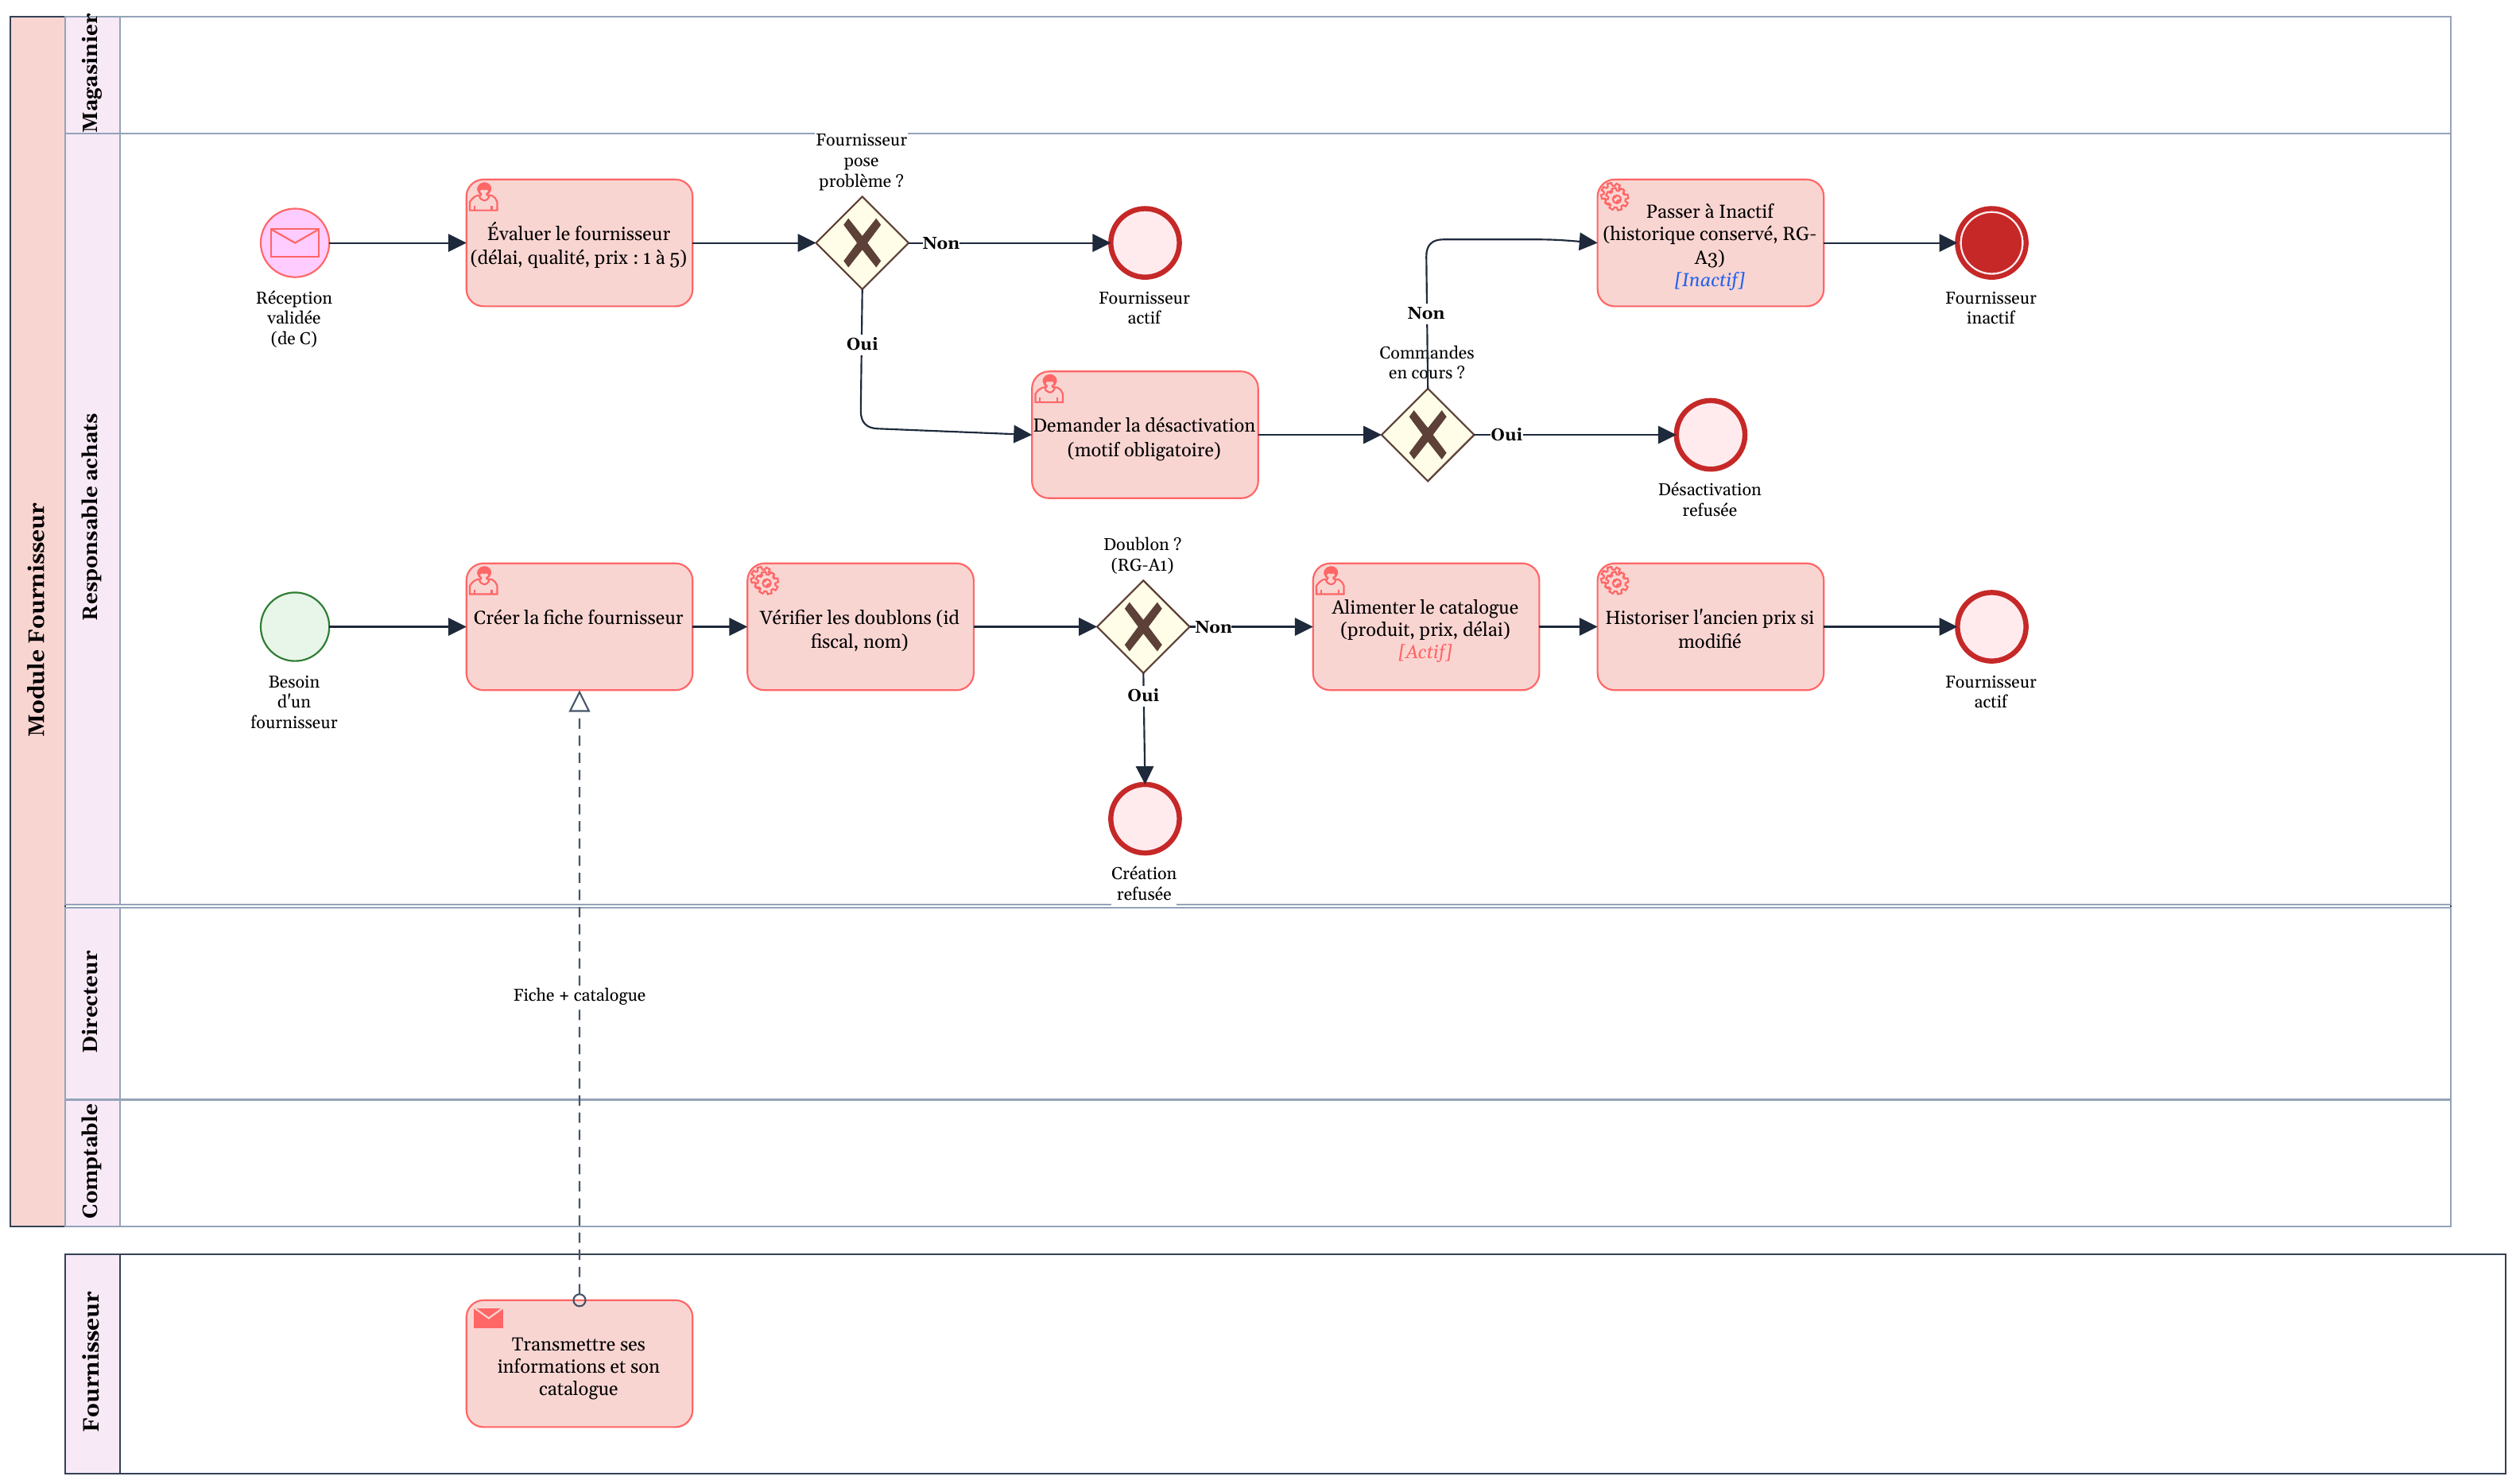 Module Fournisseur
Magasinier
Responsable achats
Fournisseur
pose
problème ?
Réception
validée
(de C)
Évaluer le fournisseur
(délai, qualité, prix : 1 à 5)
Non
Fournisseur
actif
Oui
Demander la désactivation
(motif obligatoire)
Commandes
en cours ?
Non
Passer à Inactif
(historique conservé, RG-
A3)
[Inactif]
Fournisseur
inactif
Oui
Désactivation
refusée
Besoin
d'un
fournisseur
Créer la fiche fournisseur
Vérifier les doublons (id
fiscal, nom)
Doublon ?
(RG-A1)
Non
Alimenter le catalogue
(produit, prix, délai)
[Actif]
Historiser l'ancien prix si
modifié
Fournisseur
actif
Oui
Création
refusée
Directeur
Fiche + catalogue
Comptable
Fournisseur
Transmettre ses
informations et son
catalogue